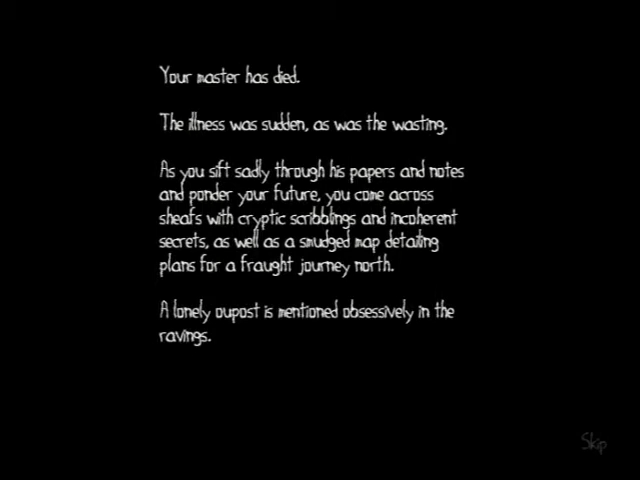 Your master has died.
The illness was sudden, as was the wasting.
As you sift sadly through his papers and notes
and ponder your future, you come across
sheafs with cryptic scribblings and incoherent
secrets, as well as a smudged map detailing
plans for a fraught journey north.
A lonely oupost is mentioned obsessively in the
ravings.
Skip